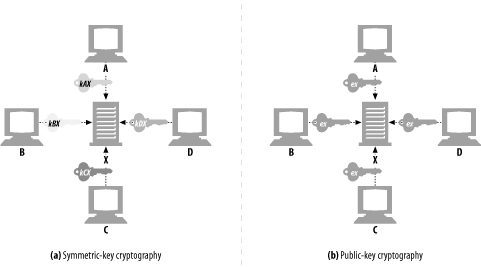 A
kAX
B
kBX
kDX
D
X
kCX
C
(a) Symmetric-key cryptography
A
ex
B
ex
ex
D
X
ex
C
(b) Public-key cryptography